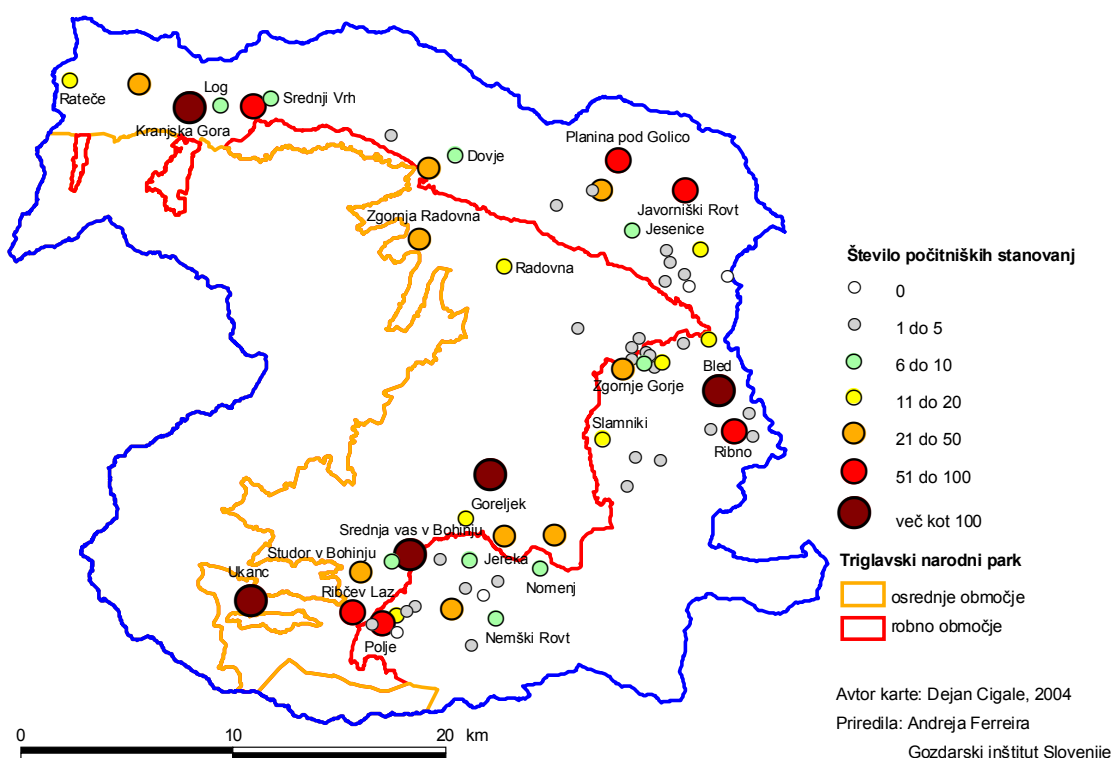 Rateče
Log
Srednji Vrh
Kranjska Gora
Dovje
Planina pod Golico
Javorniški Rovt
Jesenice
Zgornja Radovna
Radovna
Zgornje Gorje
Bled
Slamniki
Ribno
Goreljek
Srednja vas v Bohinju
Studor v Bohinju
Jereka
Ukanc
Ribčev Laz
Nomenj
Polje
Nemški Rovt
0 10 20 km
Število počitniških stanovanj
0
1 do 5
6 do 10
11 do 20
21 do 50
51 do 100
več kot 100
Triglavski narodni park
osrednje območje
robno območje
Avtor karte: Dejan Cigale, 2004
Priredila: Andreja Ferreira
Gozdarski inštitut Slovenije